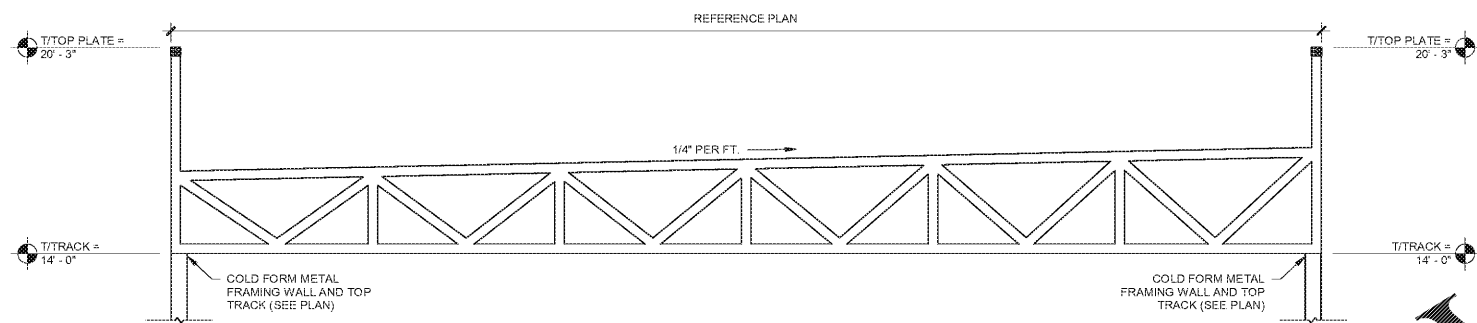 REFERENCE PLAN
T/TOP PLATE =
20' - 3"
T/TOP PLATE =
20' - 3"
1/4" PER FT.
T/TRACK =
14' - 0"
T/TRACK =
14' - 0"
COLD FORM METAL
FRAMING WALL AND TOP
TRACK (SEE PLAN)
COLD FORM METAL
FRAMING WALL AND TOP
TRACK (SEE PLAN)